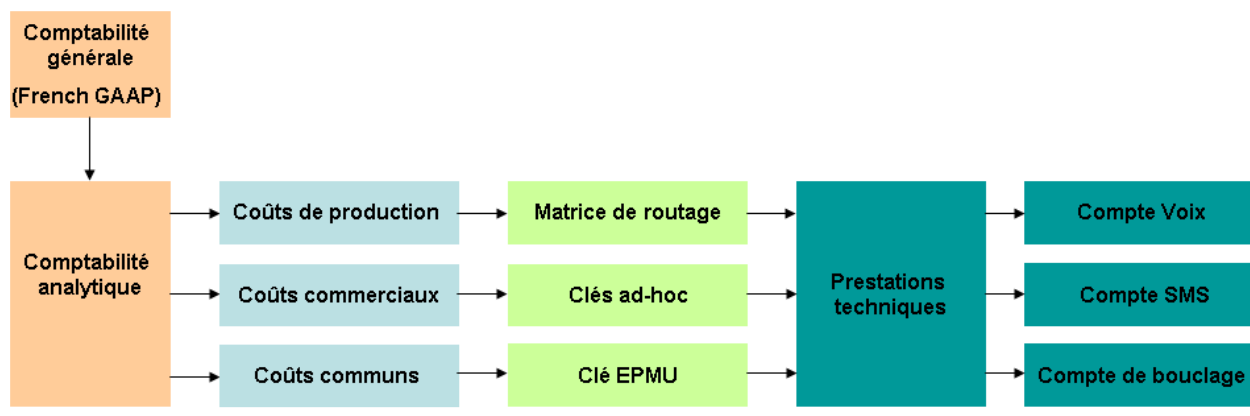 Comptabilité
générale
(French GAAP)
Coûts de production
Matrice de routage
Compte Voix
Comptabilité
analytique
Coûts commerciaux
Clés ad-hoc
Prestations
techniques
Compte SMS
Coûts communs
Clé EPMU
Compte de bouclage